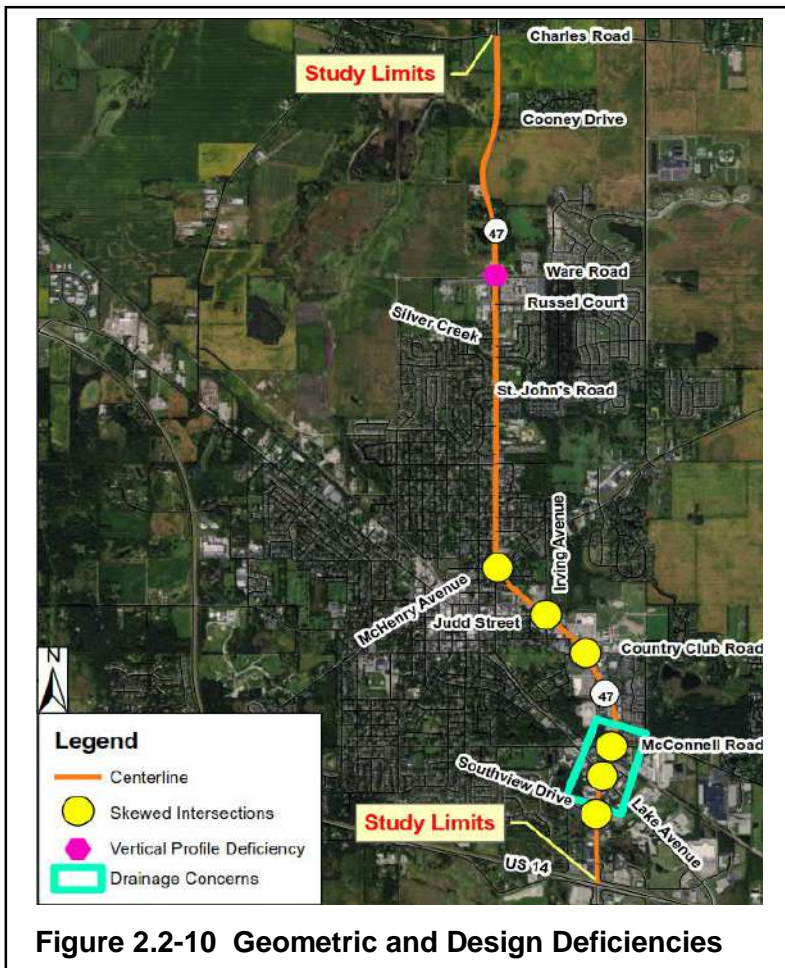 Charles Road
Study Limits
Cooney Drive
47
Ware Road
Russel Court
Silver Creek
St. John's Road
Irving Avenue
McHenry Avenue
Judd Street
Country Club Road
47
N
McConnell Road
Southview Drive
Lake Avenue
Study Limits
US 14
Legend
Centerline
Skewed Intersections
Vertical Profile Deficiency
Drainage Concerns
Figure 2.2-10 Geometric and Design Deficiencies